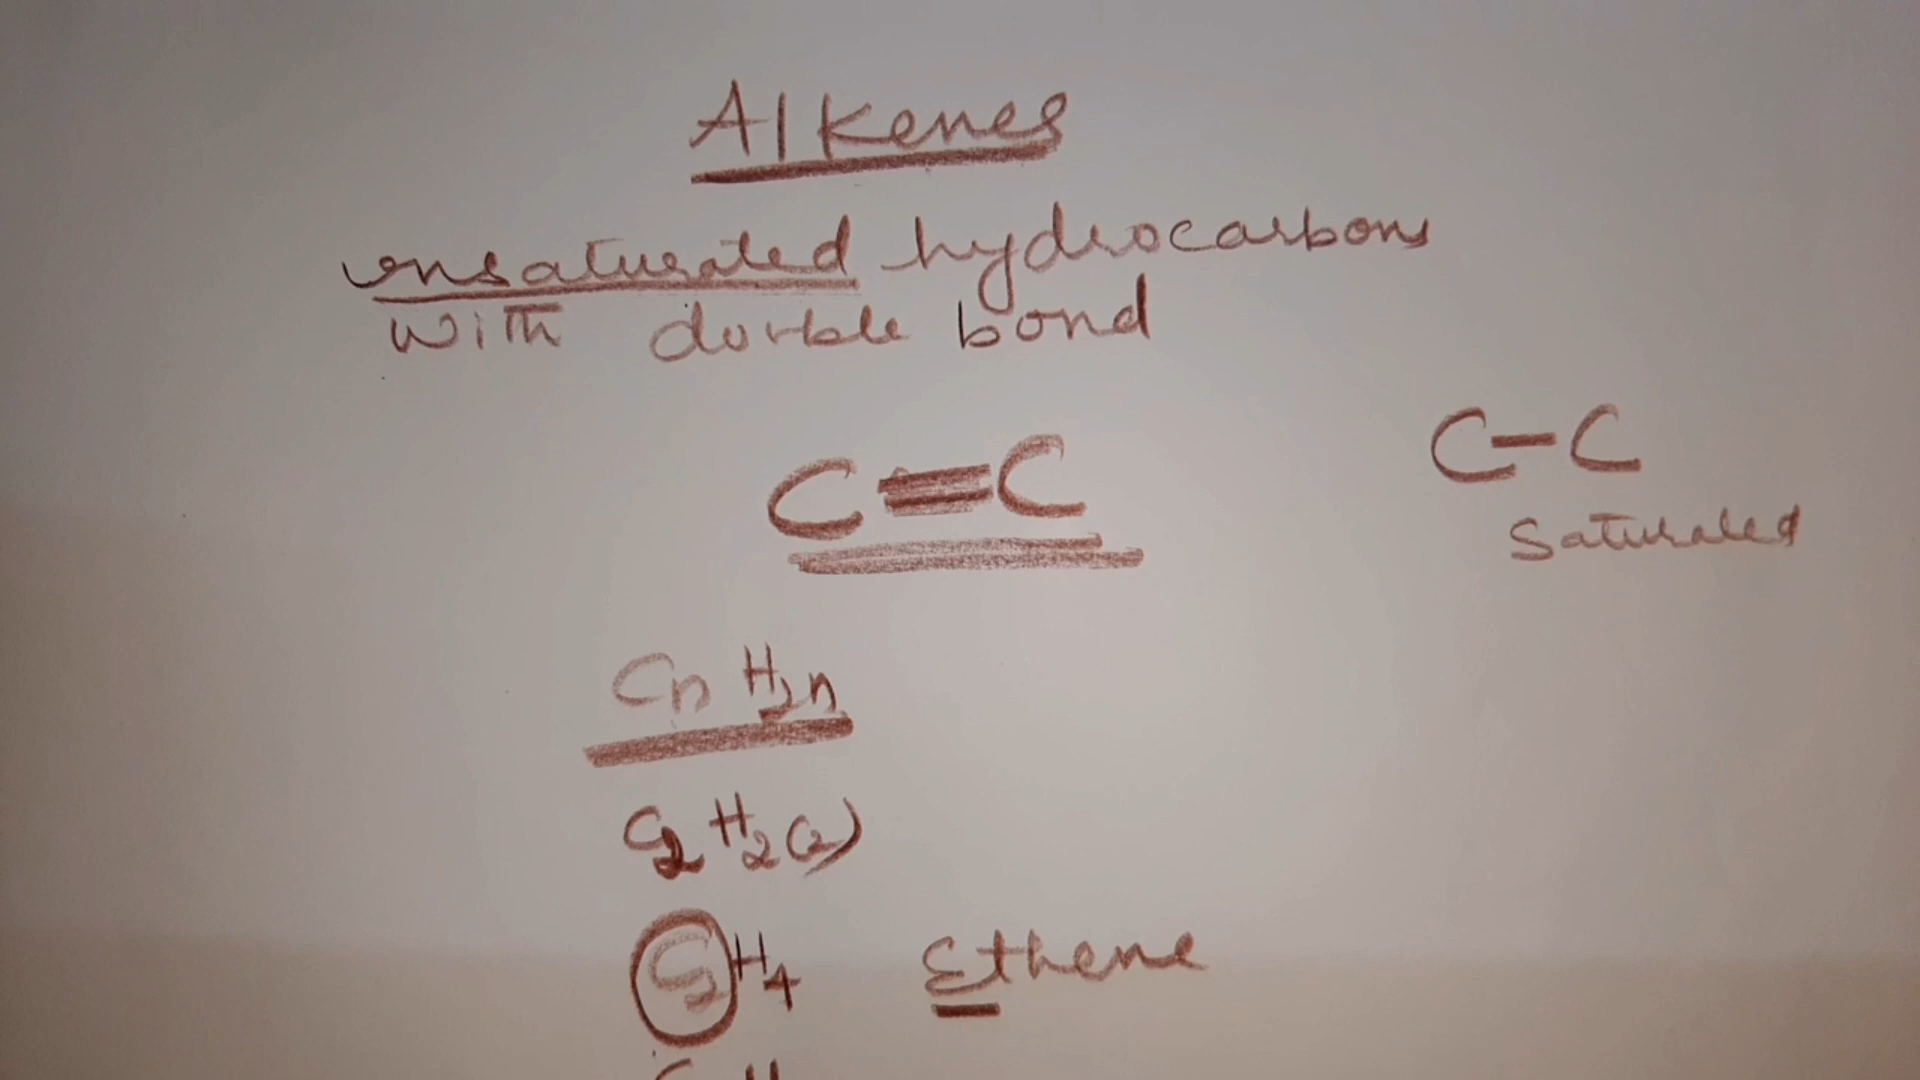 Alkenes
unsaturated hydrocarbons
with double bond
C=C
C-C
Saturated
CnH2n
C2H2(2)
C2H4 Ethene